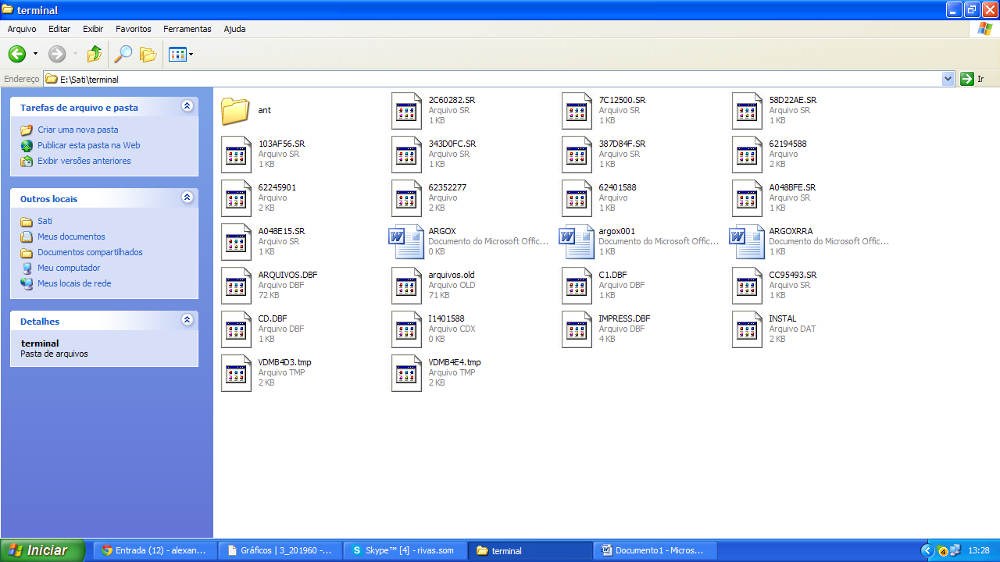 terminal
Arquivo Editar Exibir Favoritos Ferramentas Ajuda
Endereço E:\Sati\terminal Ir
Tarefas de arquivo e pasta
Criar uma nova pasta
Publicar esta pasta na Web
Exibir versões anteriores
Outros locais
Sati
Meus documentos
Documentos compartilhados
Meu computador
Meus locais de rede
Detalhes
terminal
Pasta de arquivos
ant
2C60282.SR
Arquivo SR
1 KB
7C12500.SR
Arquivo SR
1 KB
58D22AE.SR
Arquivo SR
1 KB
103AF56.SR
Arquivo SR
1 KB
343D0FC.SR
Arquivo SR
1 KB
387D84F.SR
Arquivo SR
1 KB
62194588
Arquivo
2 KB
62245901
Arquivo
2 KB
62352277
Arquivo
2 KB
62401588
Arquivo
1 KB
A048BFE.SR
Arquivo SR
1 KB
A048E15.SR
Arquivo SR
1 KB
ARGOX
Documento do Microsoft Offic...
0 KB
argox001
Documento do Microsoft Offic...
1 KB
ARGOXRRA
Documento do Microsoft Offic...
1 KB
ARQUIVOS.DBF
Arquivo DBF
72 KB
arquivos.old
Arquivo OLD
71 KB
C1.DBF
Arquivo DBF
1 KB
CC95493.SR
Arquivo SR
1 KB
CD.DBF
Arquivo DBF
1 KB
I1401588
Arquivo CDX
0 KB
IMPRESS.DBF
Arquivo DBF
4 KB
INSTAL
Arquivo DAT
2 KB
VDMB4D3.tmp
Arquivo TMP
2 KB
VDMB4E4.tmp
Arquivo TMP
2 KB
Iniciar Entrada (12) - alexan... Gráficos | 3_201960 -... Skype™ [4] - rivas.som terminal Documento1 - Micros... 4 13:28